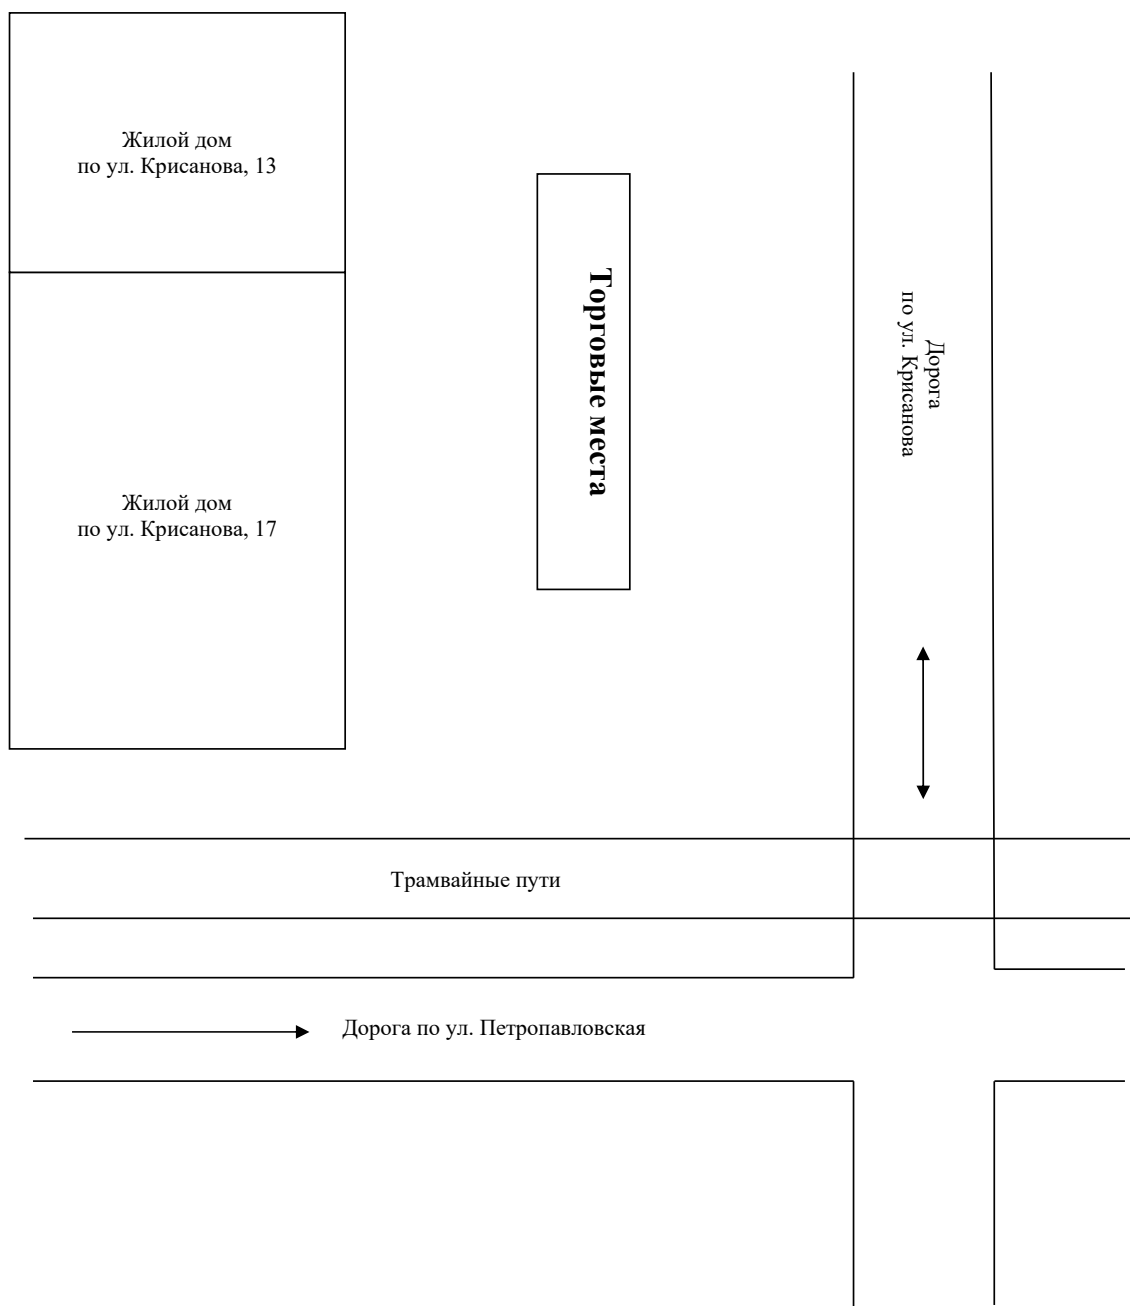 Жилой дом
по ул. Крисанова, 13
Торговые места
Дорога
по ул. Крисанова
Жилой дом
по ул. Крисанова, 17
Трамвайные пути
Дорога по ул. Петропавловская